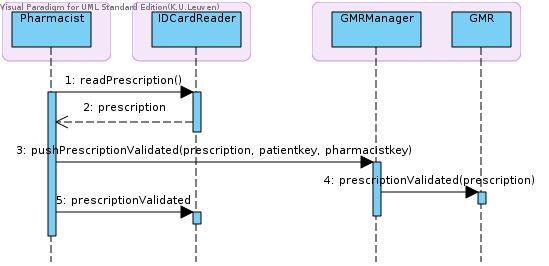 Visual Paradigm for UML Standard Edition(K.U.Leuven)
Pharmacist
IDCardReader
GMRManager
GMR
1: readPrescription()
2: prescription
3: pushPrescriptionValidated(prescription, patientkey, pharmacistkey)
4: prescriptionValidated(prescription)
5: prescriptionValidated